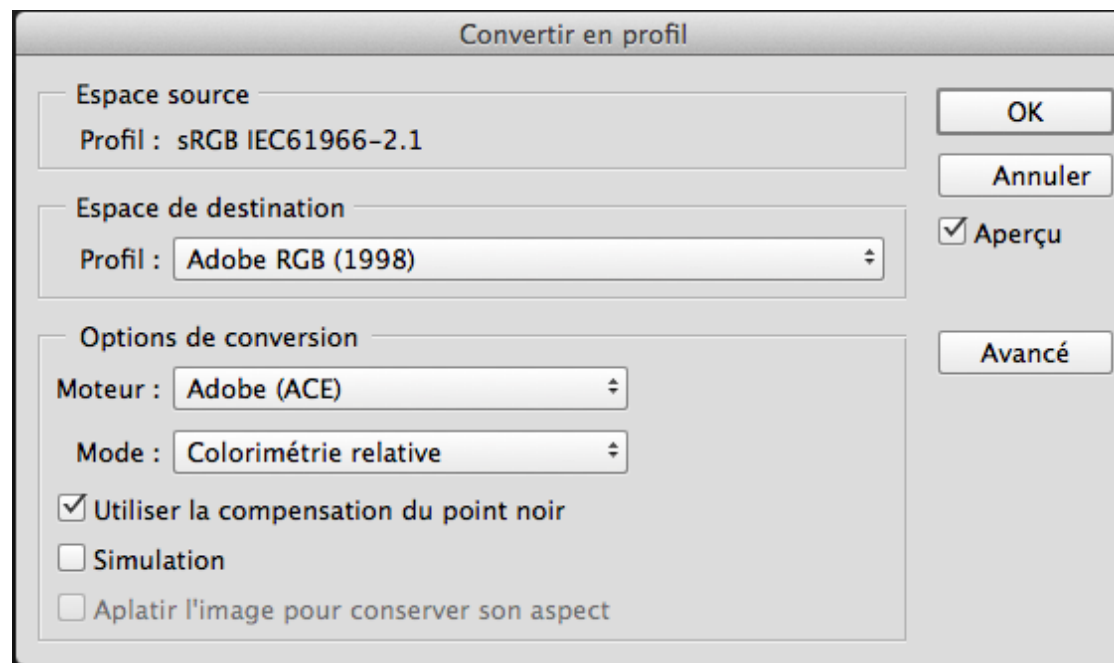 Convertir en profil
Espace source
Profil : sRGB IEC61966-2.1
OK
Annuler
Espace de destination
Profil : Adobe RGB (1998)
Aperçu
Options de conversion
Avancé
Moteur : Adobe (ACE)
Mode : Colorimétrie relative
Utiliser la compensation du point noir
Simulation
Aplatir l'image pour conserver son aspect